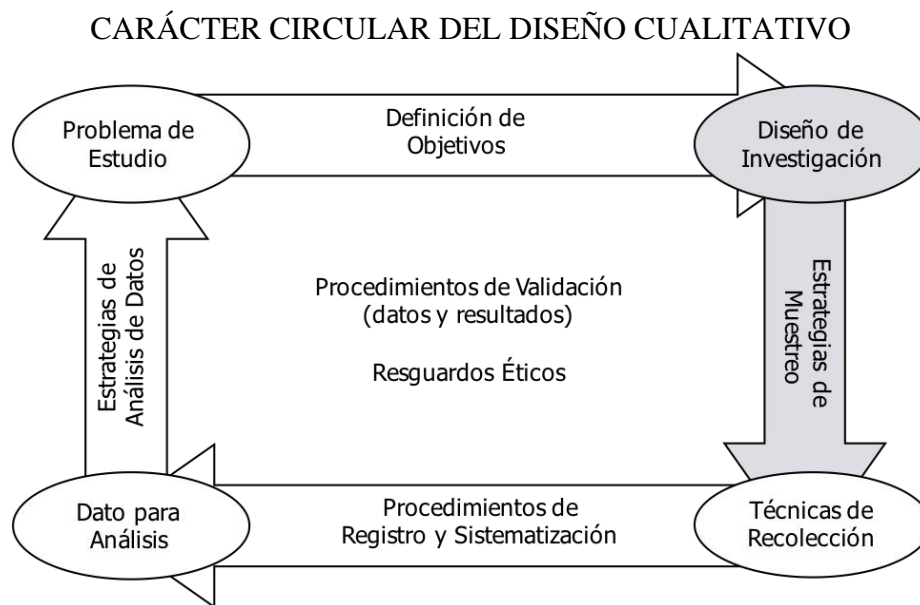 CARÁCTER CIRCULAR DEL DISEÑO CUALITATIVO
Problema de
Estudio
Definición de
Objetivos
Diseño de
Investigación
Estrategias de
Análisis de Datos
Procedimientos de Validación
(datos y resultados)
Resguardos Éticos
Estrategias de
Muestreo
Dato para
Análisis
Procedimientos de
Registro y Sistematización
Técnicas de
Recolección